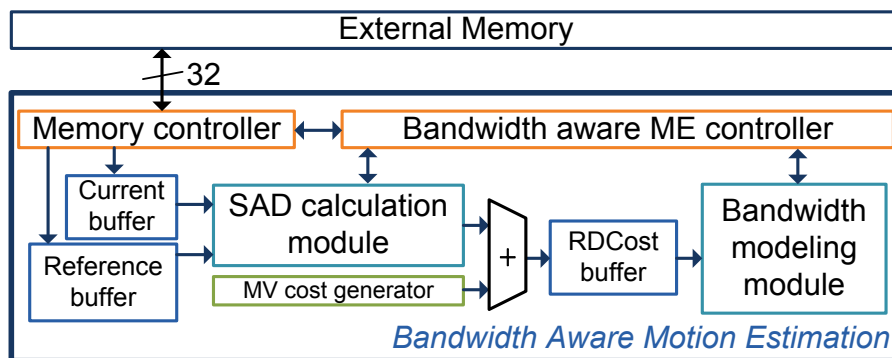 External Memory
32
Memory controller
Bandwidth aware ME controller
Current
buffer
SAD calculation
module
Bandwidth
modeling
module
Reference
buffer
+
RDCost
buffer
MV cost generator
Bandwidth Aware Motion Estimation